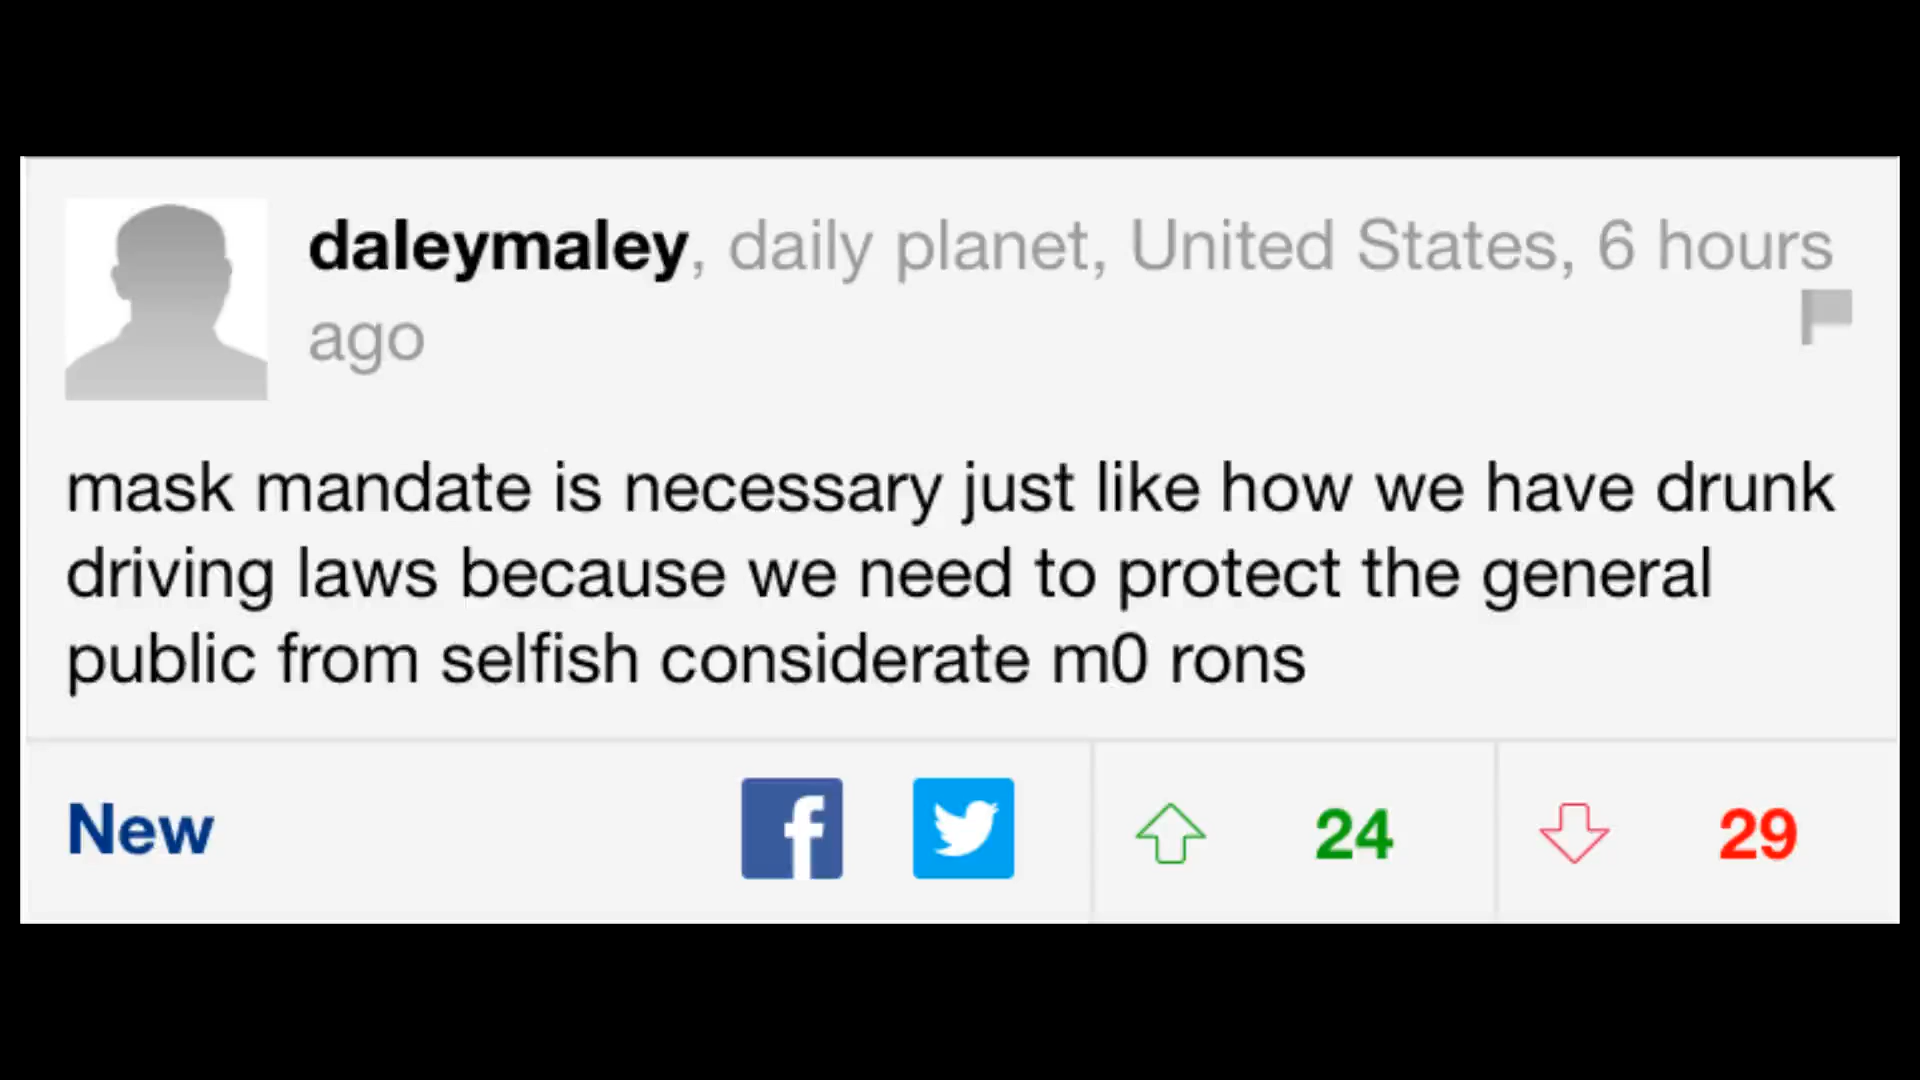 daleymaley, daily planet, United States, 6 hours
ago
mask mandate is necessary just like how we have drunk
driving laws because we need to protect the general
public from selfish considerate m0 rons
New f 24 29